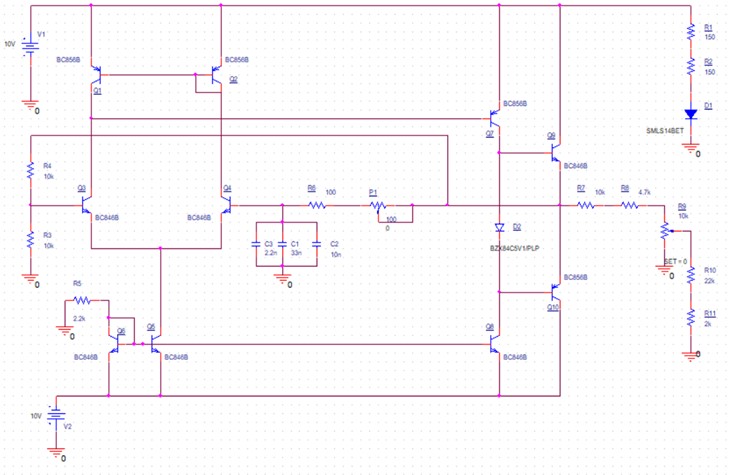 10V
V1
0
BC856B
Q1
BC856B
Q2
BC856B
Q7
Q9
BC846B
R1
150
R2
150
D1
SMLS14BET
0
R4
10k
Q3
BC846B
Q4
BC846B
R6
100
P1
100
0
R7
10k
R8
4.7k
R9
10k
SET = 0
0
R3
10k
0
C3
2.2n
C1
33n
C2
10n
0
D2
BZX84C5V1/PLP
R10
22k
R11
2k
0
R5
2.2k
0
BC856B
Q10
BC846B
BC846B
Q8
BC846B
10V
V2
0